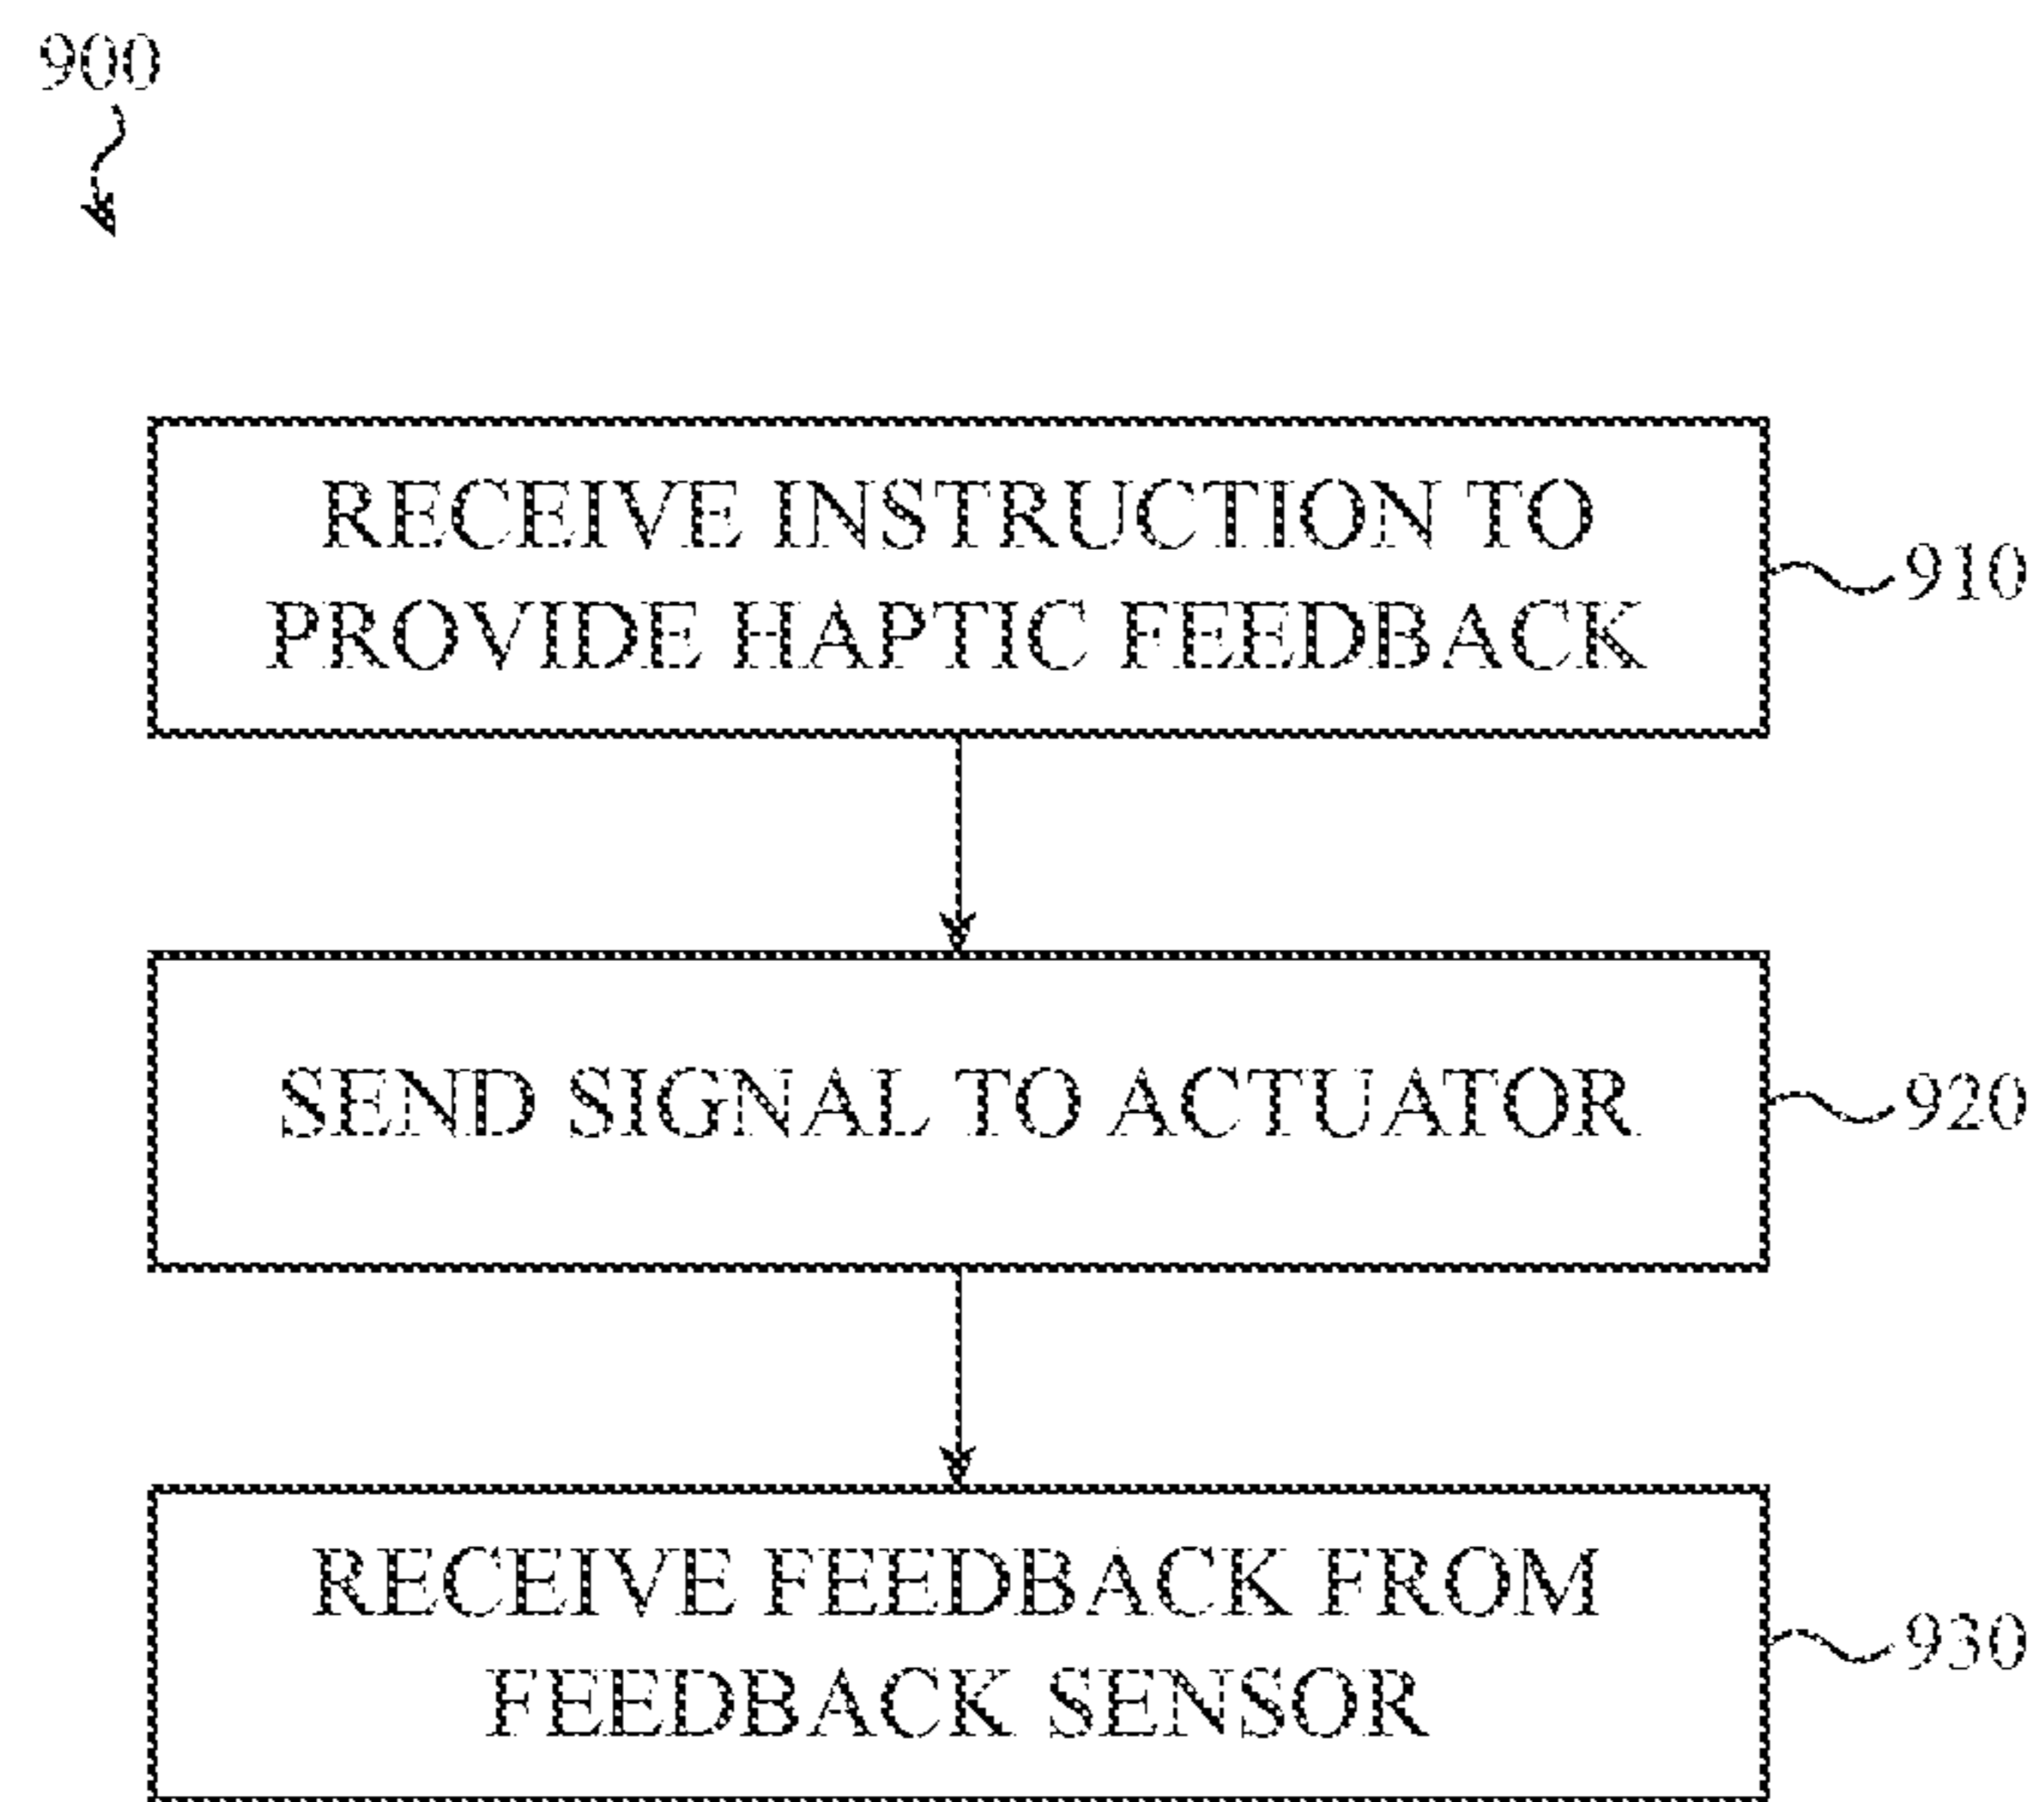 900
RECEIVE INSTRUCTION TO
PROVIDE HAPTIC FEEDBACK
910
SEND SIGNAL TO ACTUATOR
920
RECEIVE FEEDBACK FROM
FEEDBACK SENSOR
930